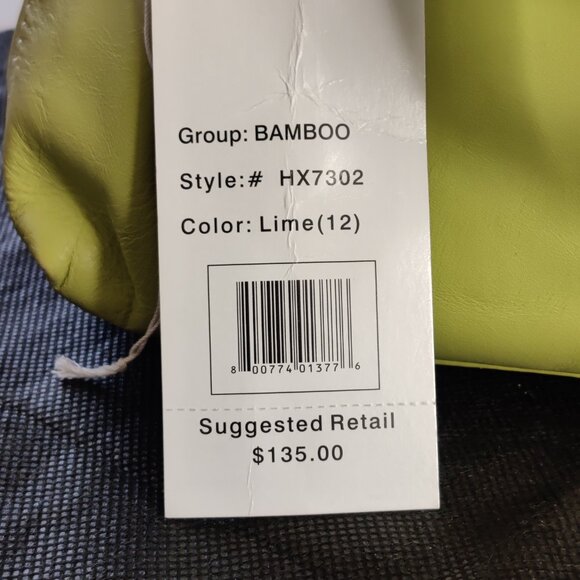 Group: BAMBOO
Style:# HX7302
Color: Lime(12)
8 00774 01377 6
Suggested Retail
$135.00